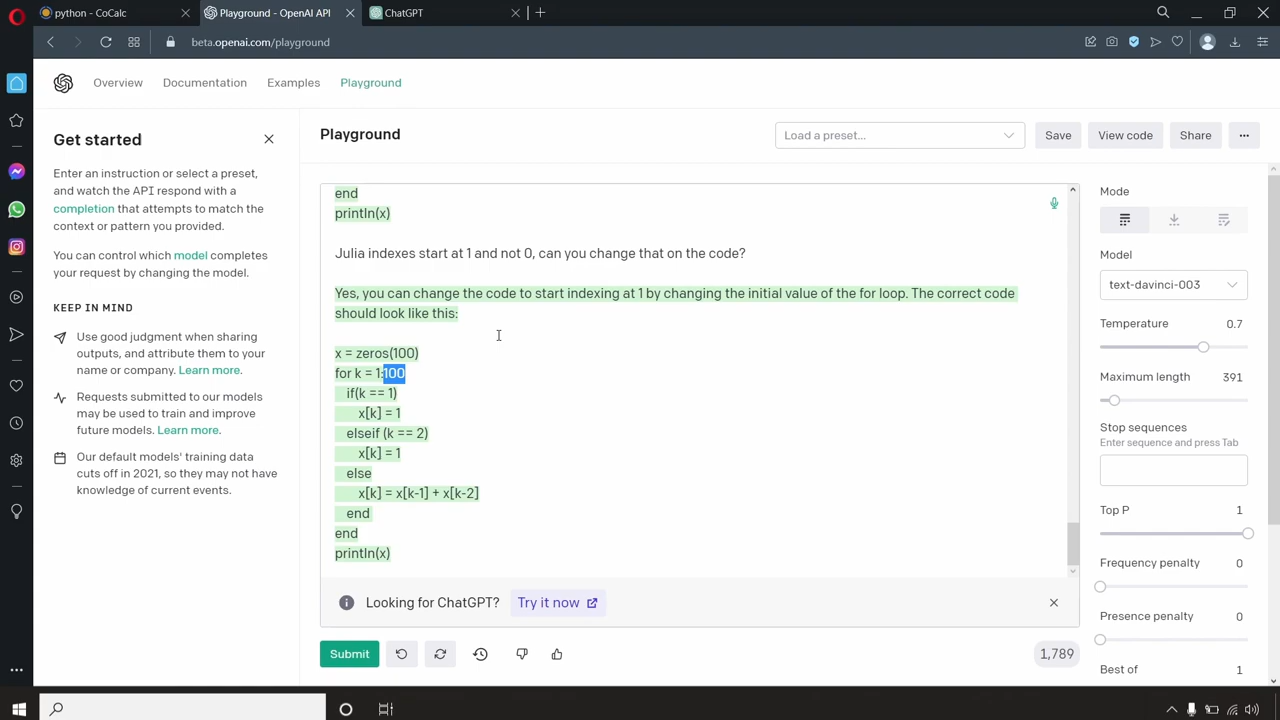 python - CoCalc
Playground - OpenAI API
ChatGPT
beta.openai.com/playground
Overview
Documentation
Examples
Playground
Get started
Enter an instruction or select a preset,
and watch the API respond with a
completion that attempts to match the
context or pattern you provided.
You can control which model completes
your request by changing the model.
KEEP IN MIND
Use good judgment when sharing
outputs, and attribute them to your
name or company. Learn more.
Requests submitted to our models
may be used to train and improve
future models. Learn more.
Our default models' training data
cuts off in 2021, so they may not have
knowledge of current events.
Playground
Load a preset...
Save
View code
Share
end
println(x)
Julia indexes start at 1 and not 0, can you change that on the code?
Yes, you can change the code to start indexing at 1 by changing the initial value of the for loop. The correct code
should look like this:
x = zeros(100)
for k = 1:100
if(k == 1)
x[k] = 1
elseif (k == 2)
x[k] = 1
else
x[k] = x[k-1] + x[k-2]
end
end
println(x)
Looking for ChatGPT? Try it now
Submit
1,789
Mode
Model
text-davinci-003
Temperature 0.7
Maximum length 391
Stop sequences
Enter sequence and press Tab
Top P 1
Frequency penalty 0
Presence penalty 0
Best of 1